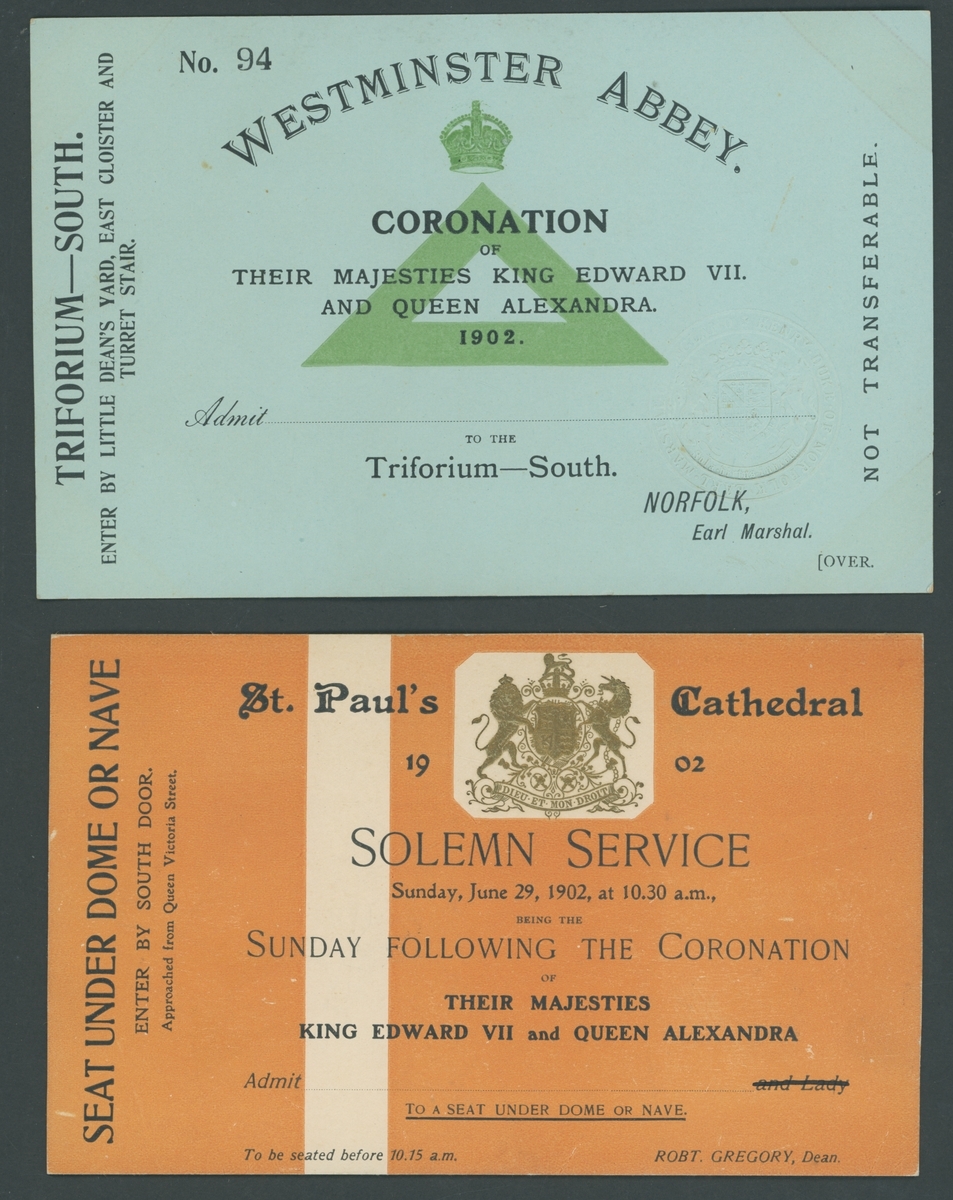 No. 94
WESTMINSTER ABBEY.
CORONATION
OF
THEIR MAJESTIES KING EDWARD VII.
AND QUEEN ALEXANDRA.
1902.
Admit
TO THE
Triforium—South.
NORFOLK,
Earl Marshal.
[OVER.
TRIFORIUM—SOUTH.
ENTER BY LITTLE DEAN'S YARD, EAST CLOISTER AND
TURRET STAIR.
NOT TRANSFERABLE.
SEAT UNDER DOME OR NAVE
ENTER BY SOUTH DOOR.
Approached from Queen Victoria Street.
St. Paul's Cathedral
19 02
DIEU·ET·MON·DROIT
SOLEMN SERVICE
Sunday, June 29, 1902, at 10.30 a.m.,
BEING THE
SUNDAY FOLLOWING THE CORONATION
OF
THEIR MAJESTIES
KING EDWARD VII and QUEEN ALEXANDRA
Admit and Lady
TO A SEAT UNDER DOME OR NAVE.
To be seated before 10.15 a.m. ROBT. GREGORY, Dean.